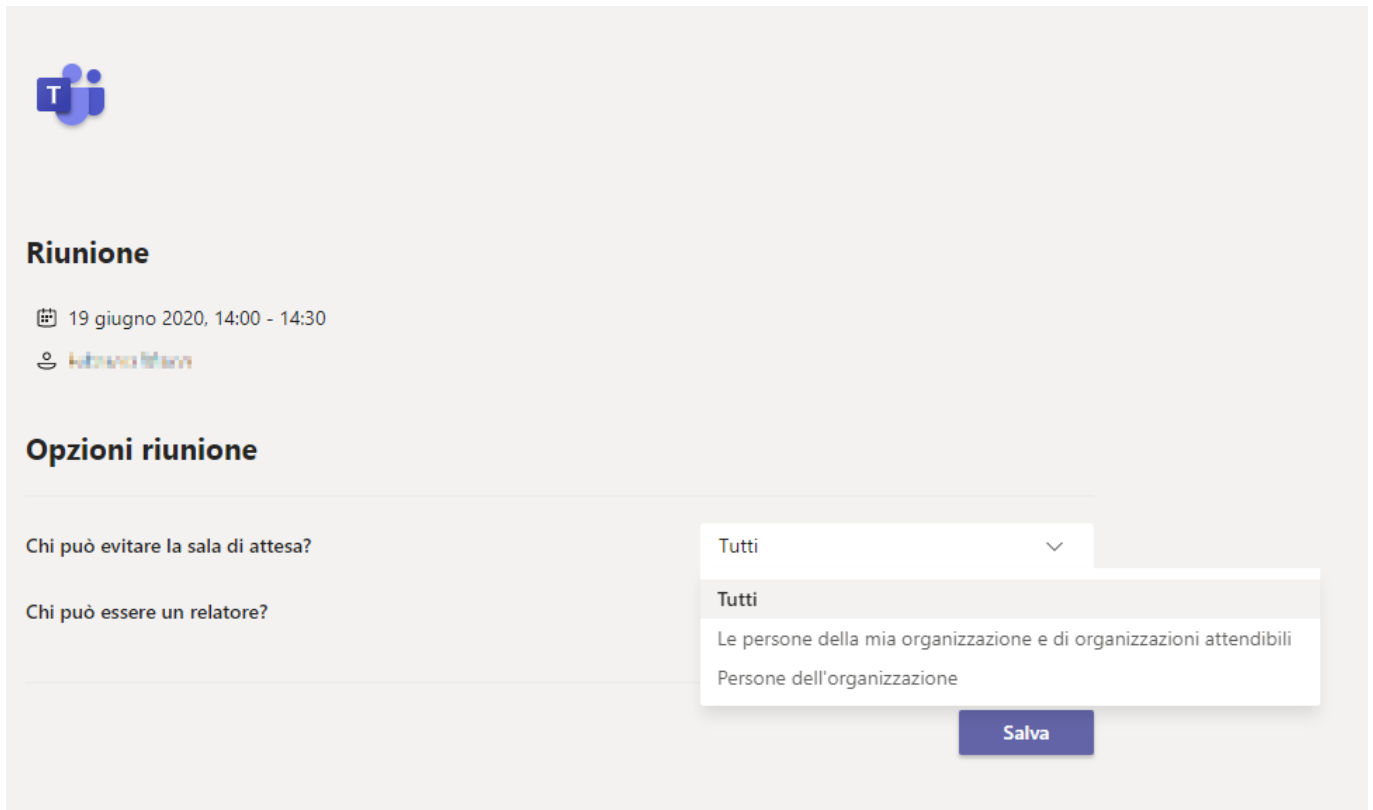 T
Riunione
19 giugno 2020, 14:00 - 14:30
Opzioni riunione
Chi può evitare la sala di attesa?
Tutti
Tutti
Chi può essere un relatore?
Le persone della mia organizzazione e di organizzazioni attendibili
Persone dell'organizzazione
Salva